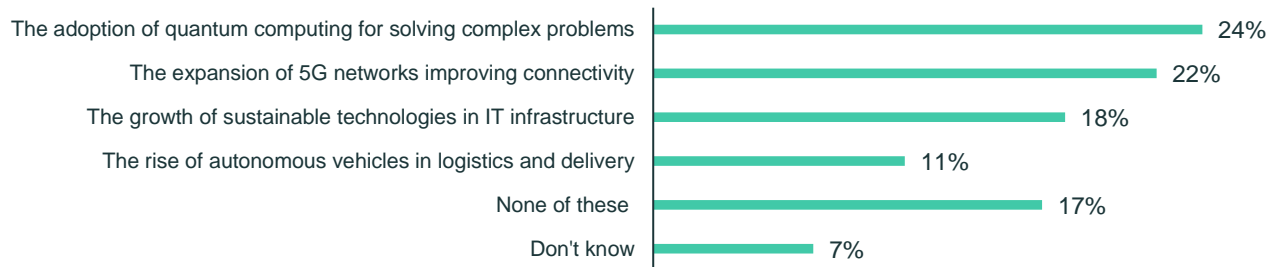 The adoption of quantum computing for solving complex problems 24%
The expansion of 5G networks improving connectivity 22%
The growth of sustainable technologies in IT infrastructure 18%
The rise of autonomous vehicles in logistics and delivery 11%
None of these 17%
Don't know 7%